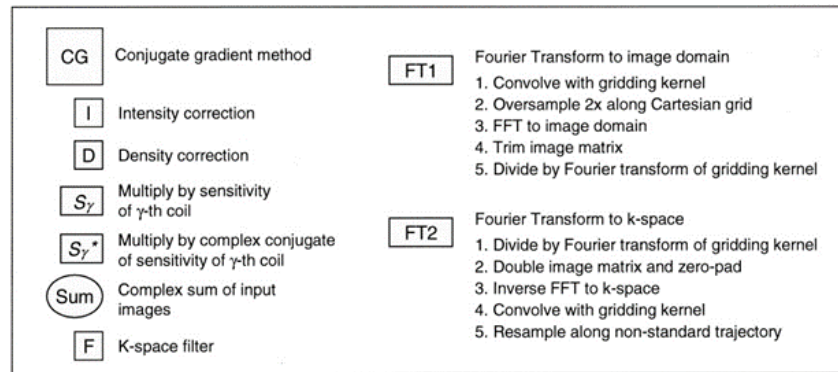 CG Conjugate gradient method
I Intensity correction
D Density correction
Sγ Multiply by sensitivity
of γ-th coil
Sγ* Multiply by complex conjugate
of sensitivity of γ-th coil
Sum Complex sum of input
images
F K-space filter
FT1 Fourier Transform to image domain
1. Convolve with gridding kernel
2. Oversample 2x along Cartesian grid
3. FFT to image domain
4. Trim image matrix
5. Divide by Fourier transform of gridding kernel
FT2 Fourier Transform to k-space
1. Divide by Fourier transform of gridding kernel
2. Double image matrix and zero-pad
3. Inverse FFT to k-space
4. Convolve with gridding kernel
5. Resample along non-standard trajectory